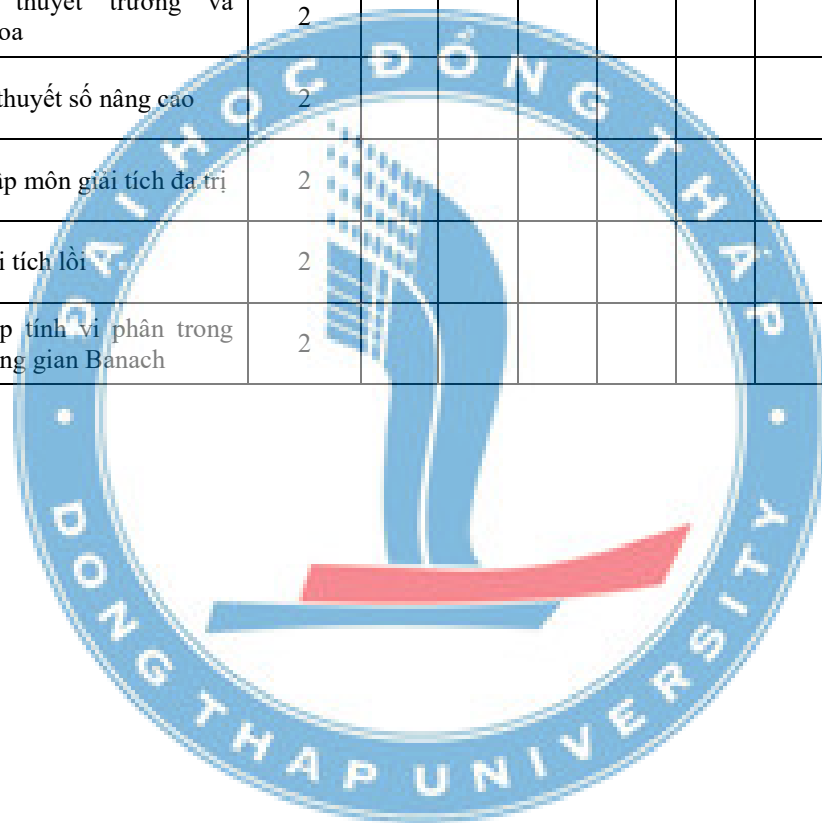 thuyết trường và 2
oa
thuyết số nâng cao 2
ập môn giải tích đa trị 2
i tích lồi 2
p tính vi phân trong 2
ng gian Banach
ĐẠI HỌC ĐỒNG THÁP
DONG THAP UNIVERSITY